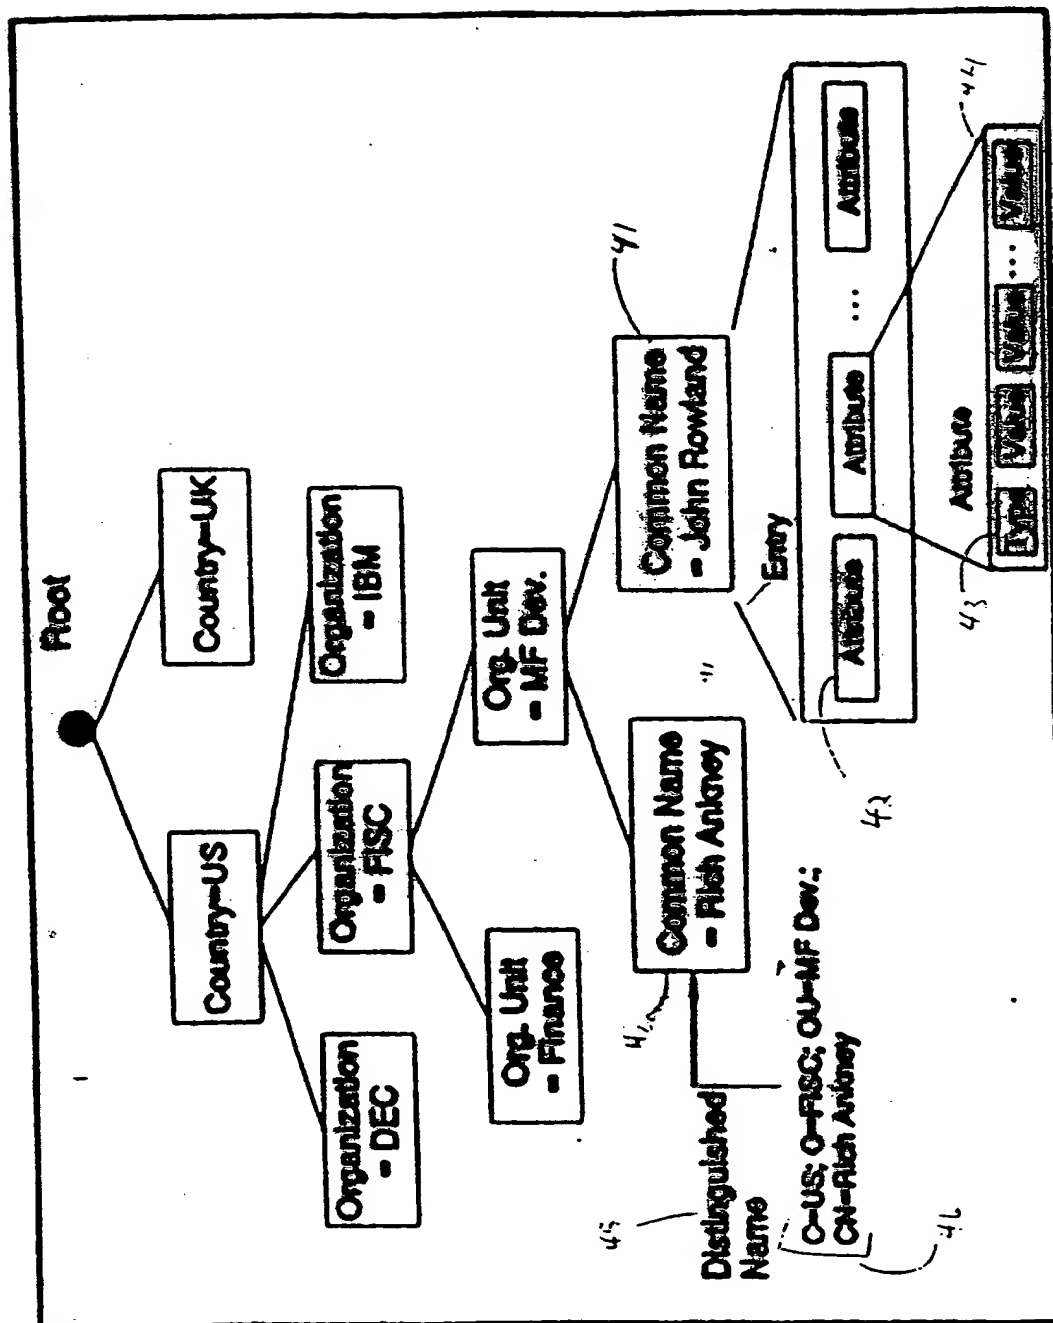 Root
Country=US
Country=UK
Organization
= DEC
Organization
= FISC
Organization
= IBM
Org. Unit
= Finance
Org. Unit
= MF Dev.
Common Name
= Rich Ankney
Common Name
= John Rowland
41
41
41
45
Distinguished
Name
C=US; O=FISC; OU=MF Dev.;
CN=Rich Ankney
46
Entry
Attribute
Attribute
...
Attribute
42
Attribute
43
Type
Value
Value
...
Value
44